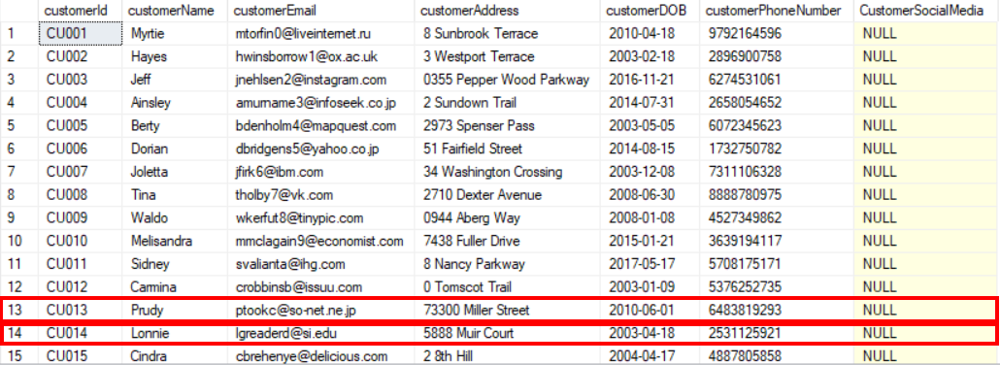 customerId customerName customerEmail customerAddress customerDOB customerPhoneNumber CustomerSocialMedia
1 CU001 Myrtie mtorfin0@liveinternet.ru 8 Sunbrook Terrace 2010-04-18 9792164596 NULL
2 CU002 Hayes hwinsborrow1@ox.ac.uk 3 Westport Terrace 2003-02-18 2896900758 NULL
3 CU003 Jeff jnehlsen2@instagram.com 0355 Pepper Wood Parkway 2016-11-21 6274531061 NULL
4 CU004 Ainsley amurname3@infoseek.co.jp 2 Sundown Trail 2014-07-31 2658054652 NULL
5 CU005 Berty bdenholm4@mapquest.com 2973 Spenser Pass 2003-05-05 6072345623 NULL
6 CU006 Dorian dbridgens5@yahoo.co.jp 51 Fairfield Street 2014-08-15 1732750782 NULL
7 CU007 Joletta jfirk6@ibm.com 34 Washington Crossing 2003-12-08 7311106328 NULL
8 CU008 Tina tholby7@vk.com 2710 Dexter Avenue 2008-06-30 8888780975 NULL
9 CU009 Waldo wkerfut8@tinypic.com 0944 Aberg Way 2008-01-08 4527349862 NULL
10 CU010 Melisandra mmclagain9@economist.com 7438 Fuller Drive 2015-01-21 3639194117 NULL
11 CU011 Sidney svalianta@ihg.com 8 Nancy Parkway 2017-05-17 5708175171 NULL
12 CU012 Carmina crobbinsb@issuu.com 0 Tomscot Trail 2003-01-09 5376252735 NULL
13 CU013 Prudy ptookc@so-net.ne.jp 73300 Miller Street 2010-06-01 6483819293 NULL
14 CU014 Lonnie lgreaderd@si.edu 5888 Muir Court 2003-04-18 2531125921 NULL
15 CU015 Cindra cbrehenye@delicious.com 2 8th Hill 2004-04-17 4887805858 NULL